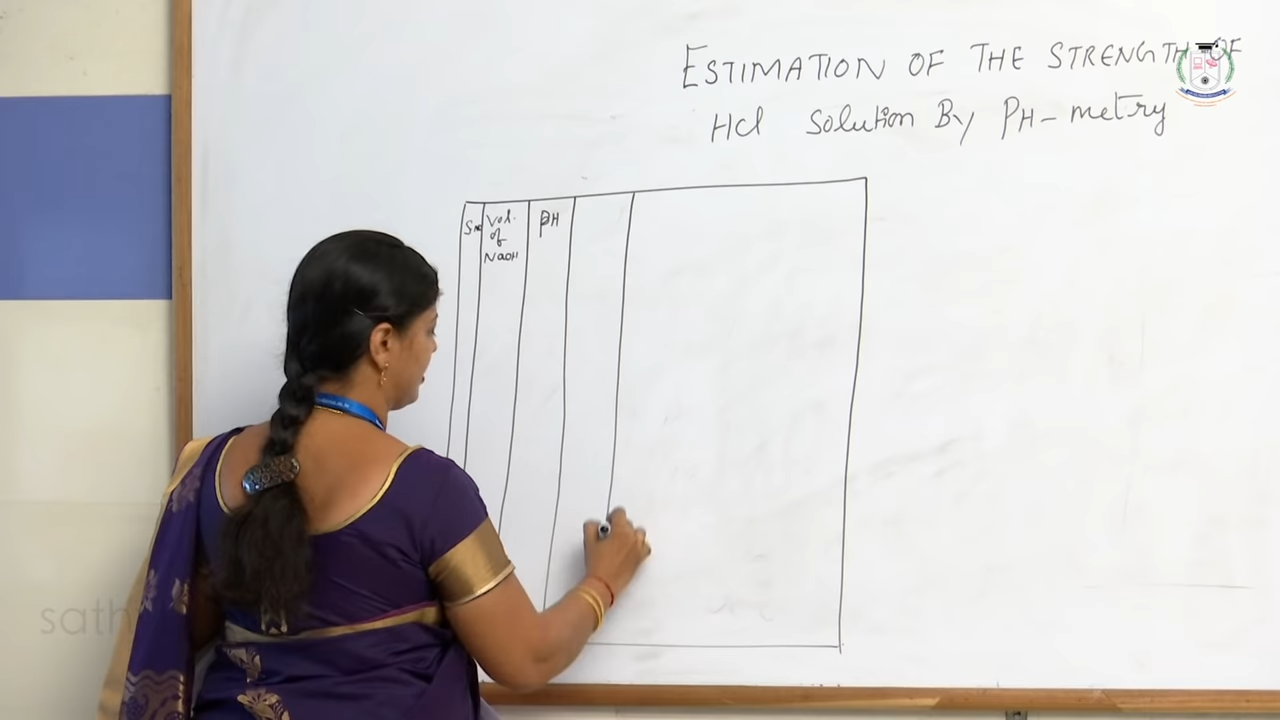 ESTIMATION OF THE STRENGTH OF
HCl Solution By PH-metry
S.No
Vol.
of
NaOH
PH
sath